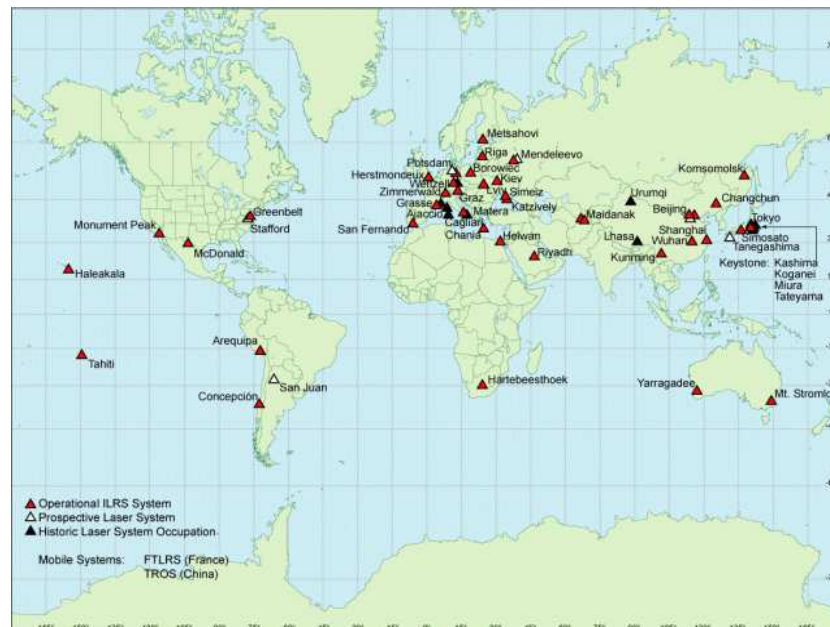 Metsahovi
Riga
Mendeleevo
Potsdam
Borowiec
Komsomolsk
Herstmonceux
Kiev
Wettzell
Lviv
Simeiz
Zimmerwald
Graz
Katzively
Urumqi
Changchun
Greenbelt
Grasse
Beijing
Stafford
Ajaccio
Matera
Maidanak
Tokyo
Monument Peak
Cagliari
San Fernando
Chania
Helwan
Lhasa
Shanghai
Simosato
Wuhan
Tanegashima
McDonald
Riyadh
Kunming
Keystone: Kashima
Koganei
Miura
Tateyama
Haleakala
Arequipa
Tahiti
San Juan
Hartebeesthoek
Yarragadee
Concepción
Mt. Stromlo
Operational ILRS System
Prospective Laser System
Historic Laser System Occupation
Mobile Systems: FTLRS (France)
TROS (China)